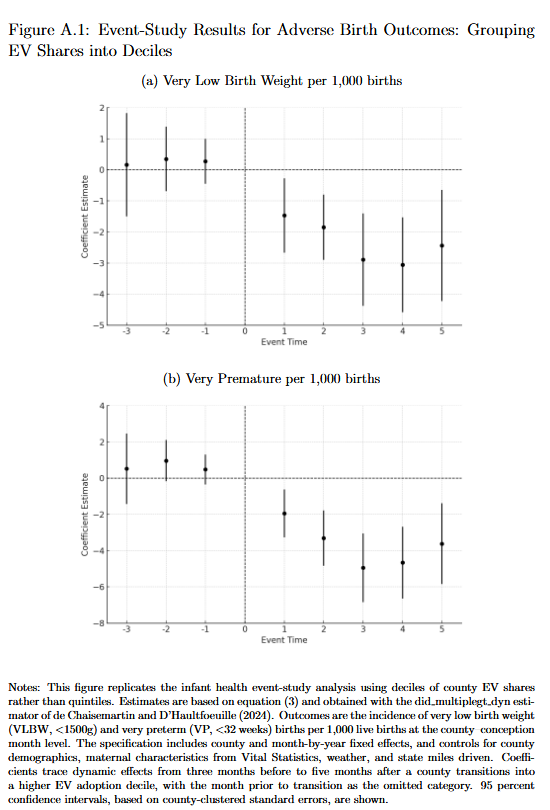 Figure A.1: Event-Study Results for Adverse Birth Outcomes: Grouping
EV Shares into Deciles
(a) Very Low Birth Weight per 1,000 births
2
1
0
−1
−2
−3
−4
−5
Coefficient Estimate
-3 -2 -1 0 1 2 3 4 5
Event Time
(b) Very Premature per 1,000 births
4
2
0
−2
−4
−6
−8
Coefficient Estimate
-3 -2 -1 0 1 2 3 4 5
Event Time
Notes: This figure replicates the infant health event-study analysis using deciles of county EV shares
rather than quintiles. Estimates are based on equation (3) and obtained with the did_multiplegt_dyn esti-
mator of de Chaisemartin and D'Haultfoeuille (2024). Outcomes are the incidence of very low birth weight
(VLBW, <1500g) and very preterm (VP, <32 weeks) births per 1,000 live births at the county–conception
month level. The specification includes county and month-by-year fixed effects, and controls for county
demographics, maternal characteristics from Vital Statistics, weather, and state miles driven. Coeffi-
cients trace dynamic effects from three months before to five months after a county transitions into
a higher EV adoption decile, with the month prior to transition as the omitted category. 95 percent
confidence intervals, based on county-clustered standard errors, are shown.